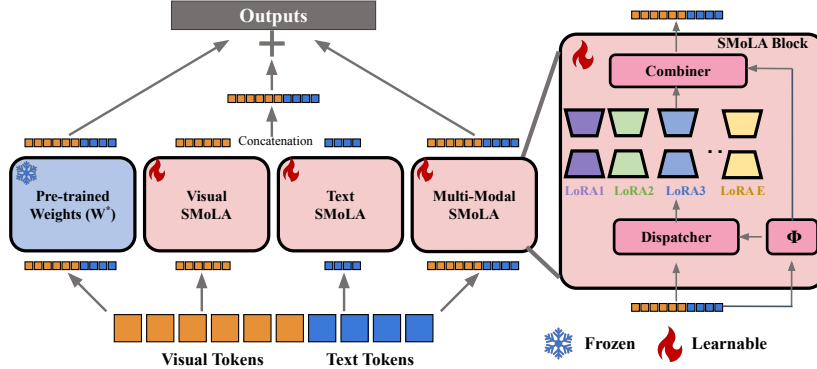 Outputs
Concatenation
Pre-trained
Weights (W*)
Visual
SMoLA
Text
SMoLA
Multi-Modal
SMoLA
Visual Tokens
Text Tokens
SMoLA Block
Combiner
LoRA1
LoRA2
LoRA3
. .
LoRA E
Dispatcher
Φ
Frozen
Learnable